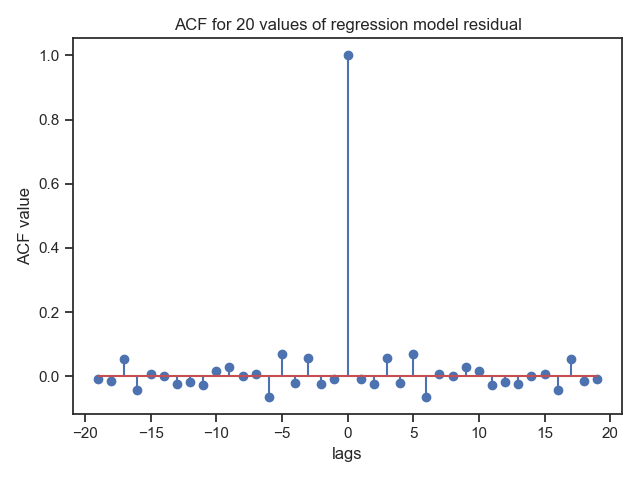 ACF for 20 values of regression model residual
1.0
0.8
0.6
0.4
0.2
0.0
ACF value
−20 −15 −10 −5 0 5 10 15 20
lags